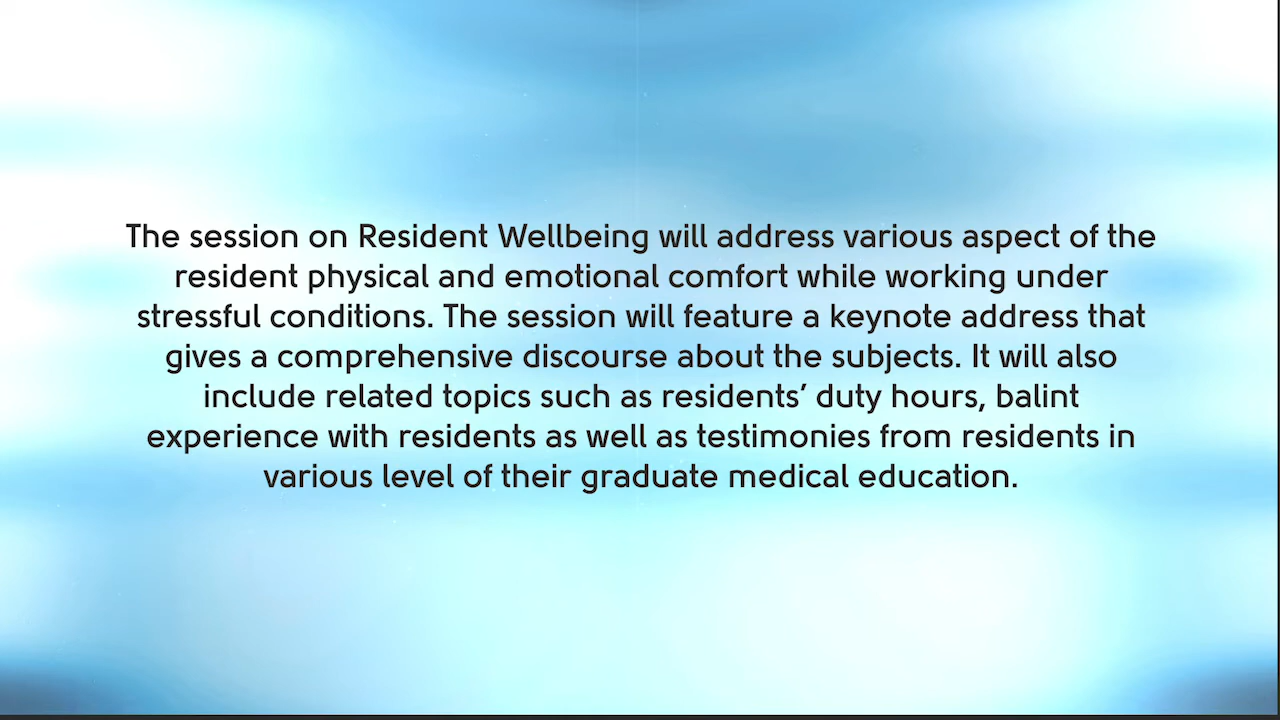 The session on Resident Wellbeing will address various aspect of the
resident physical and emotional comfort while working under
stressful conditions. The session will feature a keynote address that
gives a comprehensive discourse about the subjects. It will also
include related topics such as residents’ duty hours, balint
experience with residents as well as testimonies from residents in
various level of their graduate medical education.